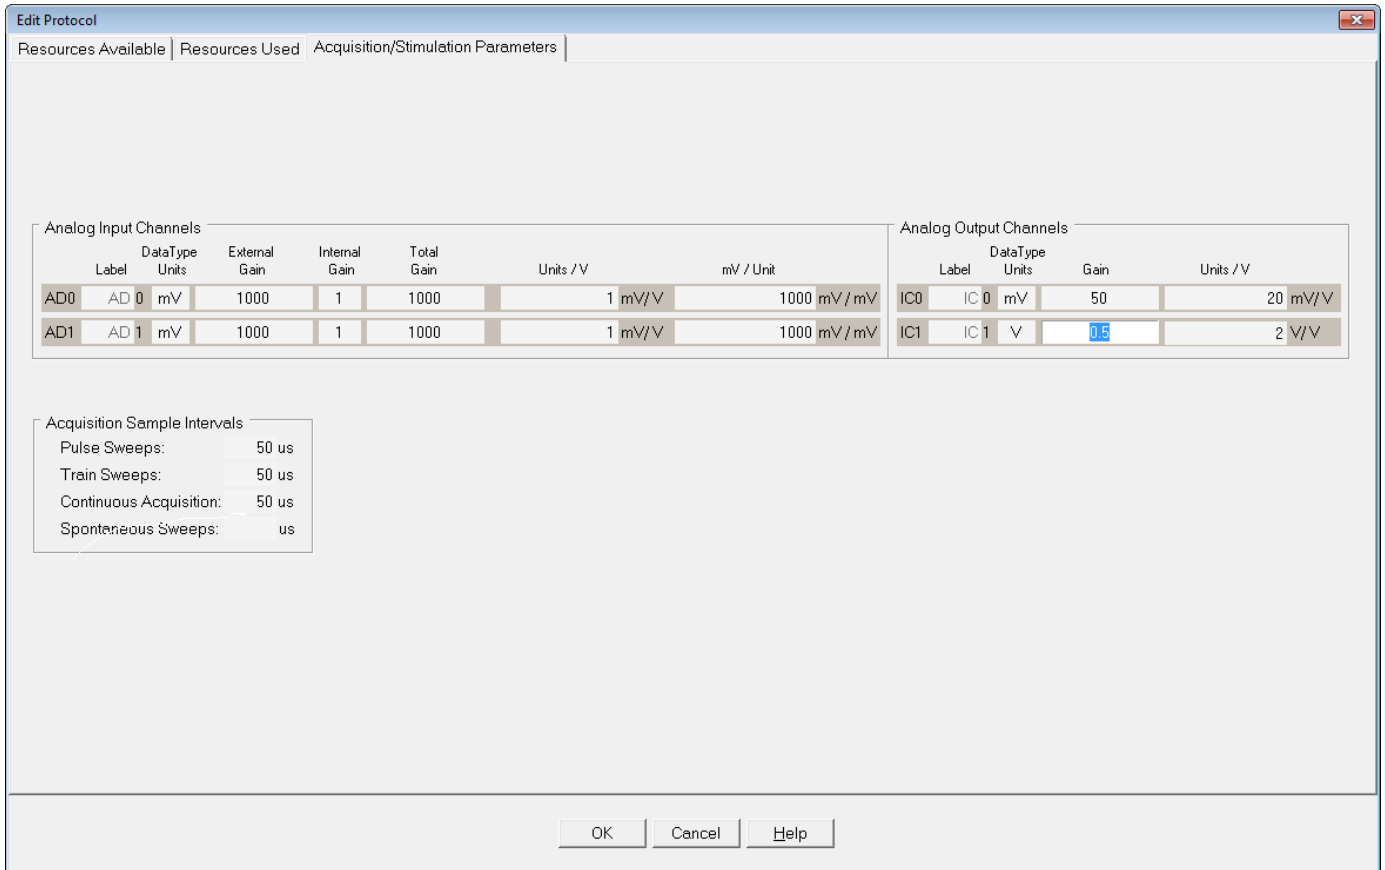 Edit Protocol
Resources Available Resources Used Acquisition/Stimulation Parameters
Analog Input Channels
Label DataType Units External Gain Internal Gain Total Gain Units / V mV / Unit
AD0 AD 0 mV 1000 1 1000 1 mV/V 1000 mV/mV
AD1 AD 1 mV 1000 1 1000 1 mV/V 1000 mV/mV
Analog Output Channels
Label DataType Units Gain Units / V
IC0 IC 0 mV 50 20 mV/V
IC1 IC 1 V 0.5 2 V/V
Acquisition Sample Intervals
Pulse Sweeps: 50 us
Train Sweeps: 50 us
Continuous Acquisition: 50 us
Spontaneous Sweeps: us
OK Cancel Help